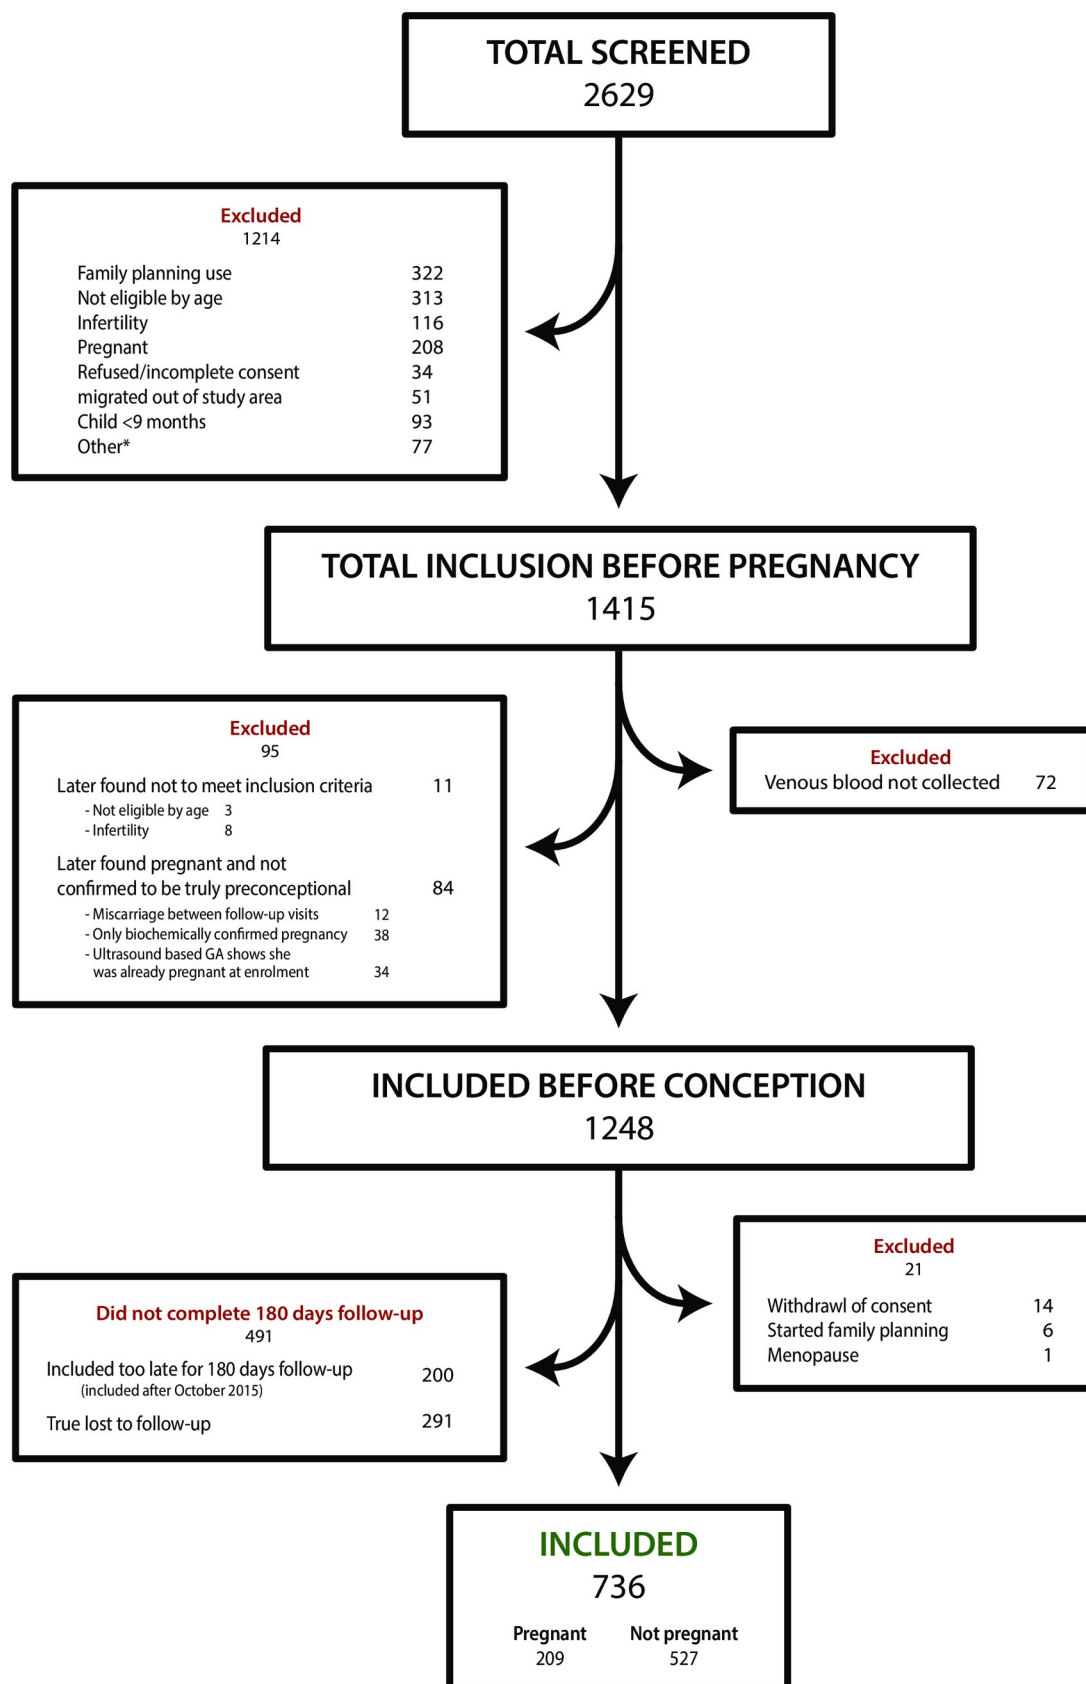 TOTAL SCREENED
2629
Excluded
1214
Family planning use 322
Not eligible by age 313
Infertility 116
Pregnant 208
Refused/incomplete consent 34
migrated out of study area 51
Child <9 months 93
Other* 77
TOTAL INCLUSION BEFORE PREGNANCY
1415
Excluded
95
Later found not to meet inclusion criteria 11
- Not eligible by age 3
- Infertility 8
Later found pregnant and not
confirmed to be truly preconceptional 84
- Miscarriage between follow-up visits 12
- Only biochemically confirmed pregnancy 38
- Ultrasound based GA shows she
was already pregnant at enrolment 34
Excluded
Venous blood not collected 72
INCLUDED BEFORE CONCEPTION
1248
Excluded
21
Withdrawl of consent 14
Started family planning 6
Menopause 1
Did not complete 180 days follow-up
491
Included too late for 180 days follow-up 200
(included after October 2015)
True lost to follow-up 291
INCLUDED
736
Pregnant Not pregnant
209 527